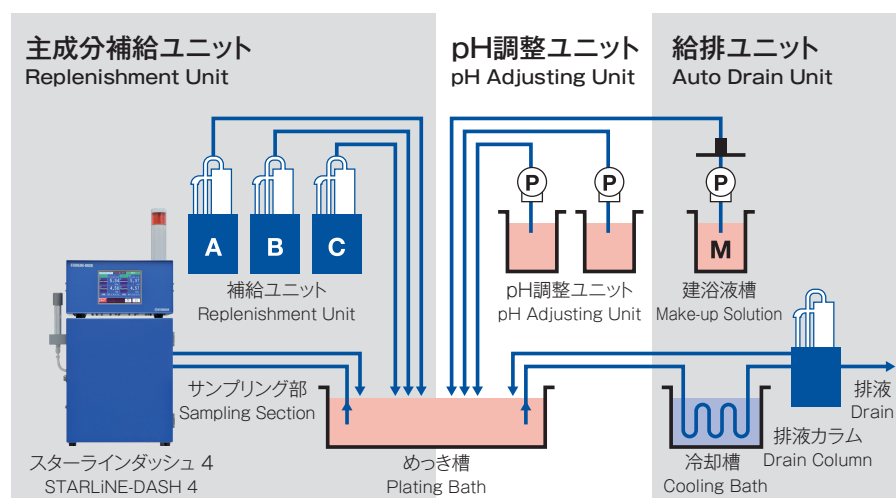 主成分補給ユニット
Replenishment Unit
pH調整ユニット
pH Adjusting Unit
給排ユニット
Auto Drain Unit
A
B
C
P
P
P
M
補給ユニット
Replenishment Unit
pH調整ユニット
pH Adjusting Unit
建浴液槽
Make-up Solution
サンプリング部
Sampling Section
排液
Drain
スターラインダッシュ 4
STARLiNE-DASH 4
めっき槽
Plating Bath
冷却槽
Cooling Bath
排液カラム
Drain Column